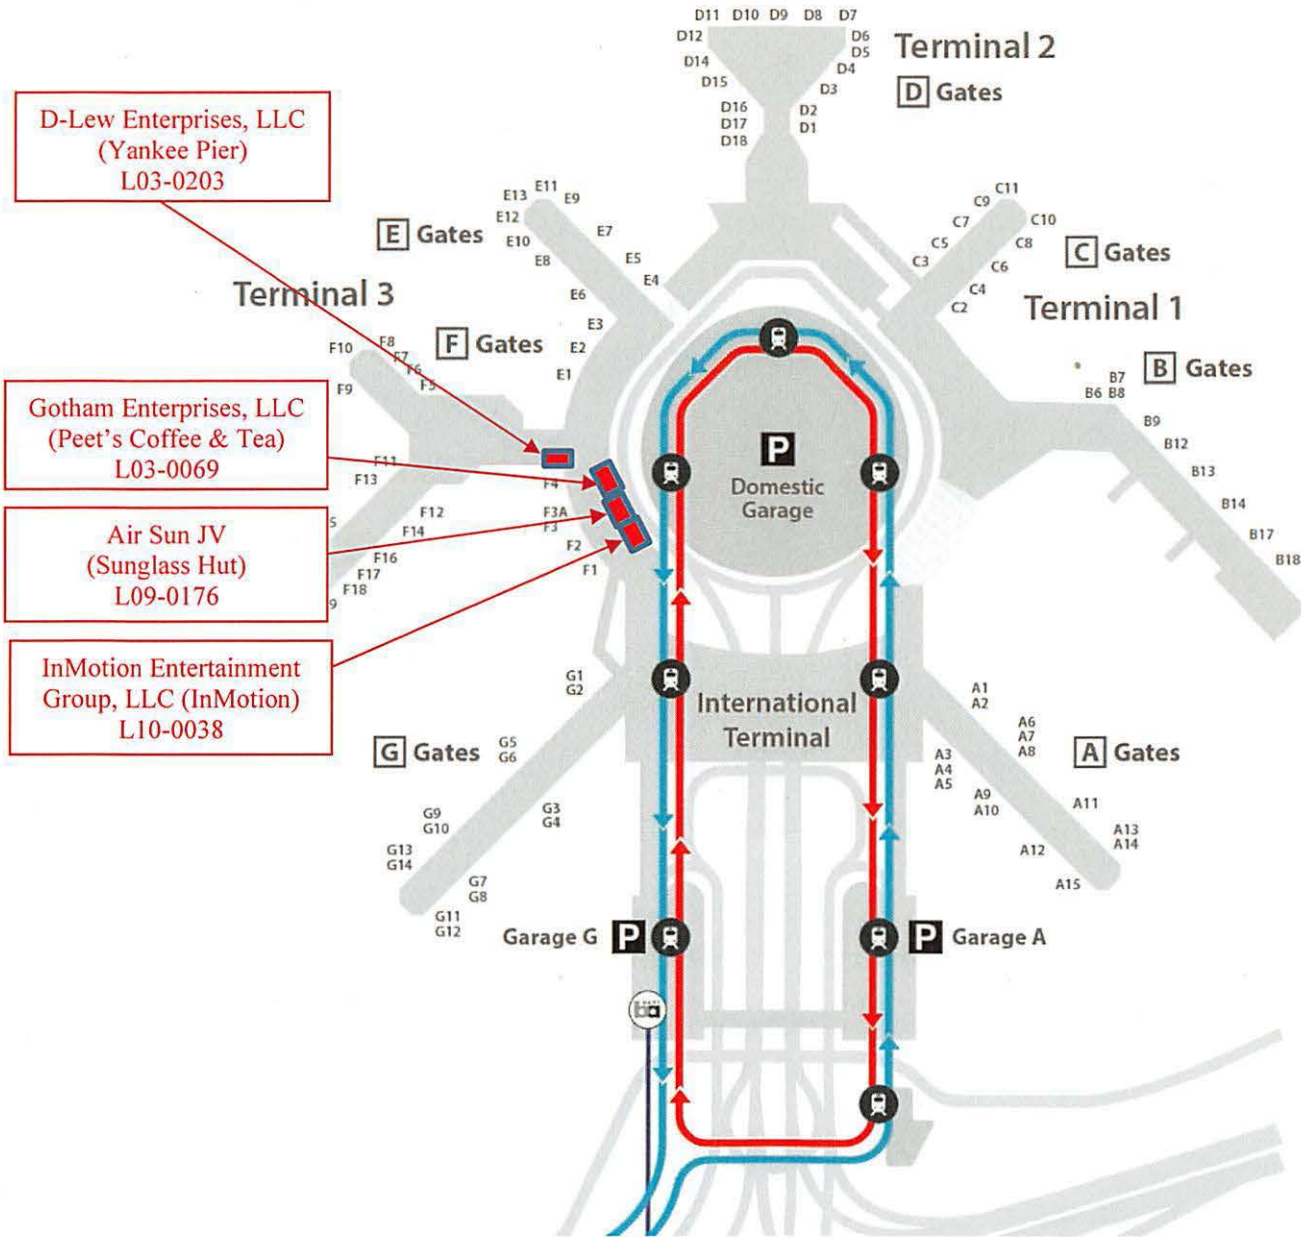 D11 D10 D9 D8 D7
D12
D6
D5
D14
D4
D15
D3
D16
D2
D17
D1
D18
Terminal 2
D Gates
D-Lew Enterprises, LLC
(Yankee Pier)
L03-0203
E13
E11
E9
E12
E7
E10
E8
E5
E4
E6
E3
E2
E1
E Gates
C11
C9
C10
C7
C5
C8
C3
C6
C4
C2
C Gates
Terminal 3
Terminal 1
F Gates
F10
F8
F7
F6
F5
F9
B Gates
B7
B6 B8
B9
B12
B13
B14
B17
B18
Gotham Enterprises, LLC
(Peet's Coffee & Tea)
L03-0069
F11
F13
F4
F3A
F3
F12
F14
F2
F1
F16
F17
F18
P
Domestic
Garage
Air Sun JV
(Sunglass Hut)
L09-0176
InMotion Entertainment
Group, LLC (InMotion)
L10-0038
G1
G2
International
Terminal
A1
A2
G Gates
G5
G6
A6
A7
A8
A Gates
A3
A4
A5
G3
G4
A9
A10
A11
G9
G10
A13
A14
G13
G14
A12
G7
G8
A15
G11
G12
Garage G P
P Garage A
ba